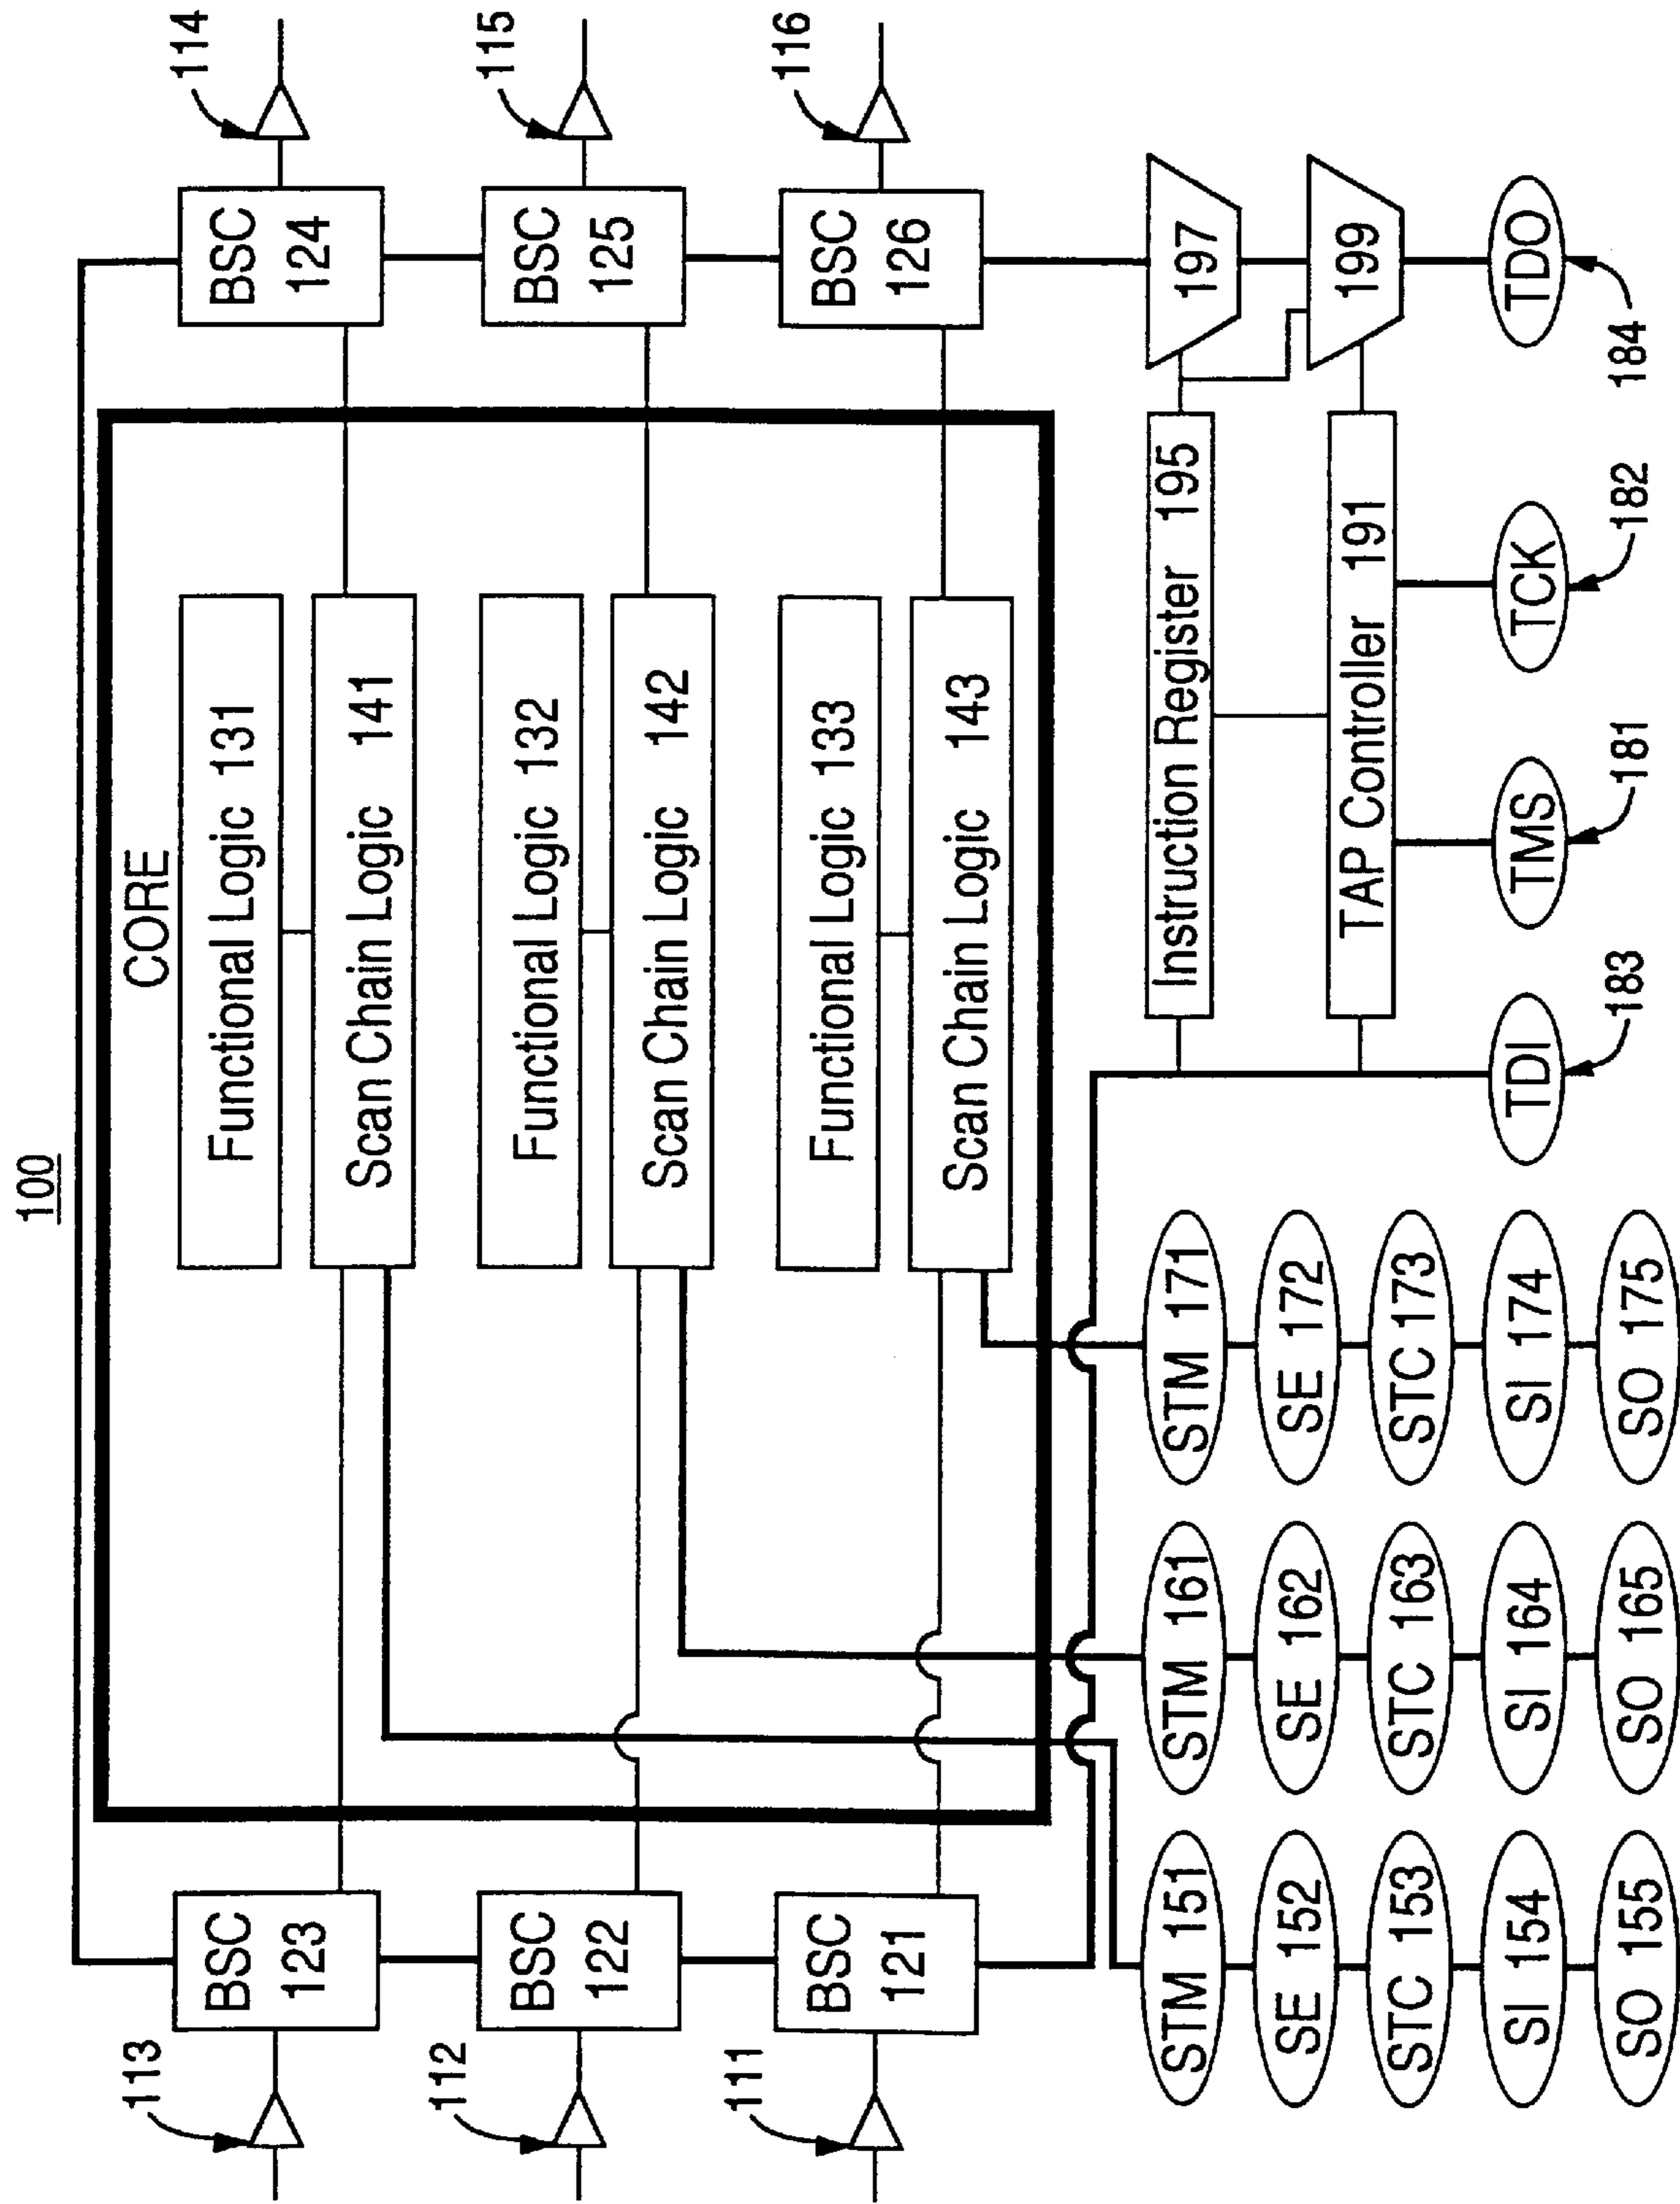 100
CORE
113
BSC
123
Functional Logic 131
Scan Chain Logic 141
BSC
124
114
112
BSC
122
Functional Logic 132
Scan Chain Logic 142
BSC
125
115
111
BSC
121
Functional Logic 133
Scan Chain Logic 143
BSC
126
116
STM 151
SE 152
STC 153
SI 154
SO 155
STM 161
SE 162
STC 163
SI 164
SO 165
STM 171
SE 172
STC 173
SI 174
SO 175
Instruction Register 195
197
TAP Controller 191
199
TDI
183
TMS
181
TCK
182
TDO
184